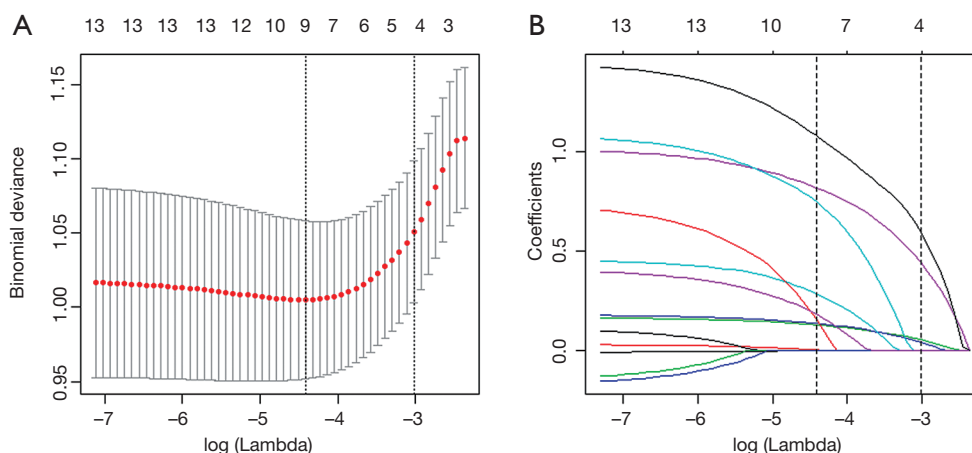 A
13 13 13 13 12 10 9 7 6 5 4 3
Binomial deviance
1.15
1.10
1.05
1.00
0.95
–7 –6 –5 –4 –3
log (Lambda)
B
13 13 10 7 4
Coefficients
1.0
0.5
0.0
–7 –6 –5 –4 –3
log (Lambda)